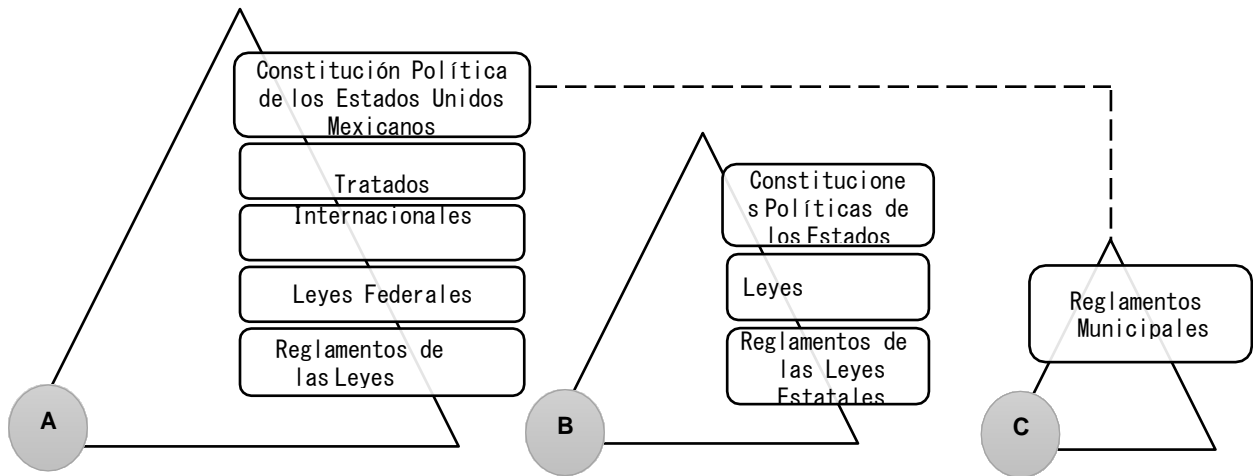 Constitución Política
de los Estados Unidos
Mexicanos
Tratados
Internacionales
Leyes Federales
Reglamentos de
las Leyes
A
Constitucione
s Políticas de
los Estados
Leyes
Reglamentos de
las Leyes
Estatales
B
Reglamentos
Municipales
C